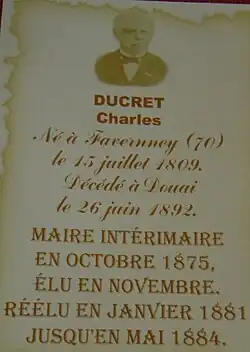 DUCRET
Charles
Né à Favernney (70)
le 15 juillet 1809.
Décédé à Douai
le 26 juin 1892.
MAIRE INTÉRIMAIRE
EN OCTOBRE 1875,
ÉLU EN NOVEMBRE.
RÉÉLU EN JANVIER 1881
JUSQU'EN MAI 1884.